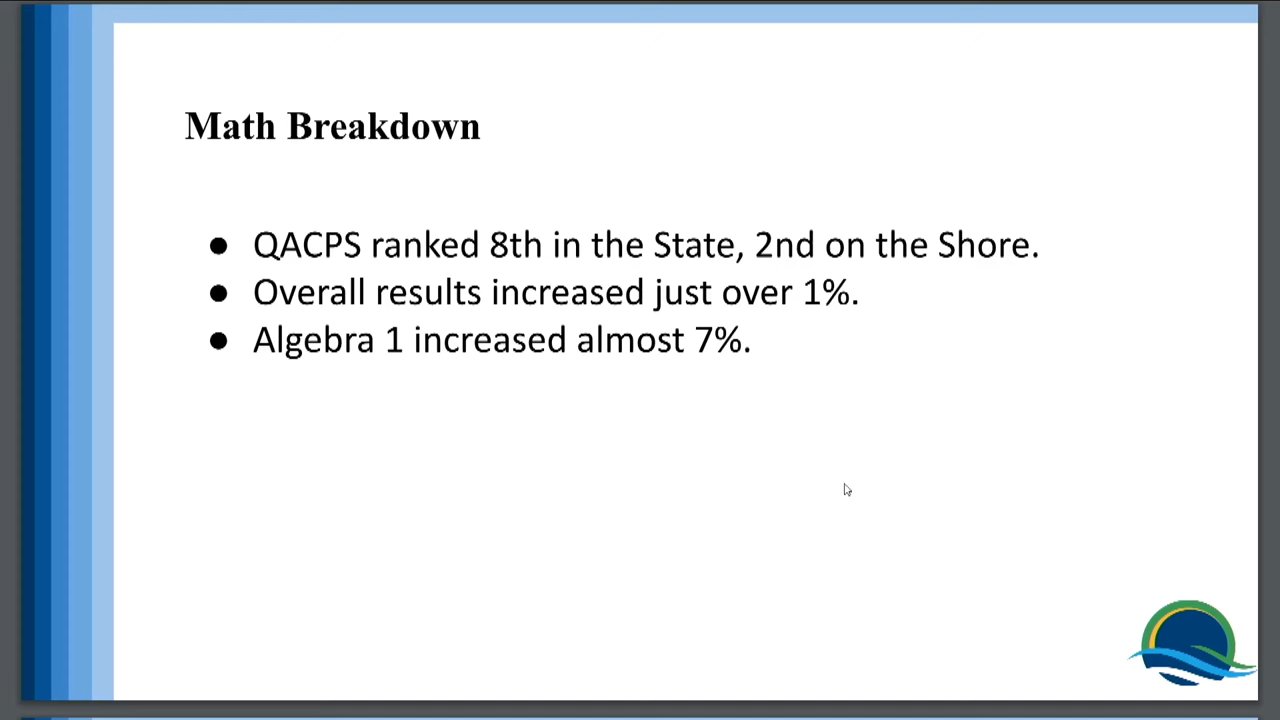 Math Breakdown
● QACPS ranked 8th in the State, 2nd on the Shore.
● Overall results increased just over 1%.
● Algebra 1 increased almost 7%.